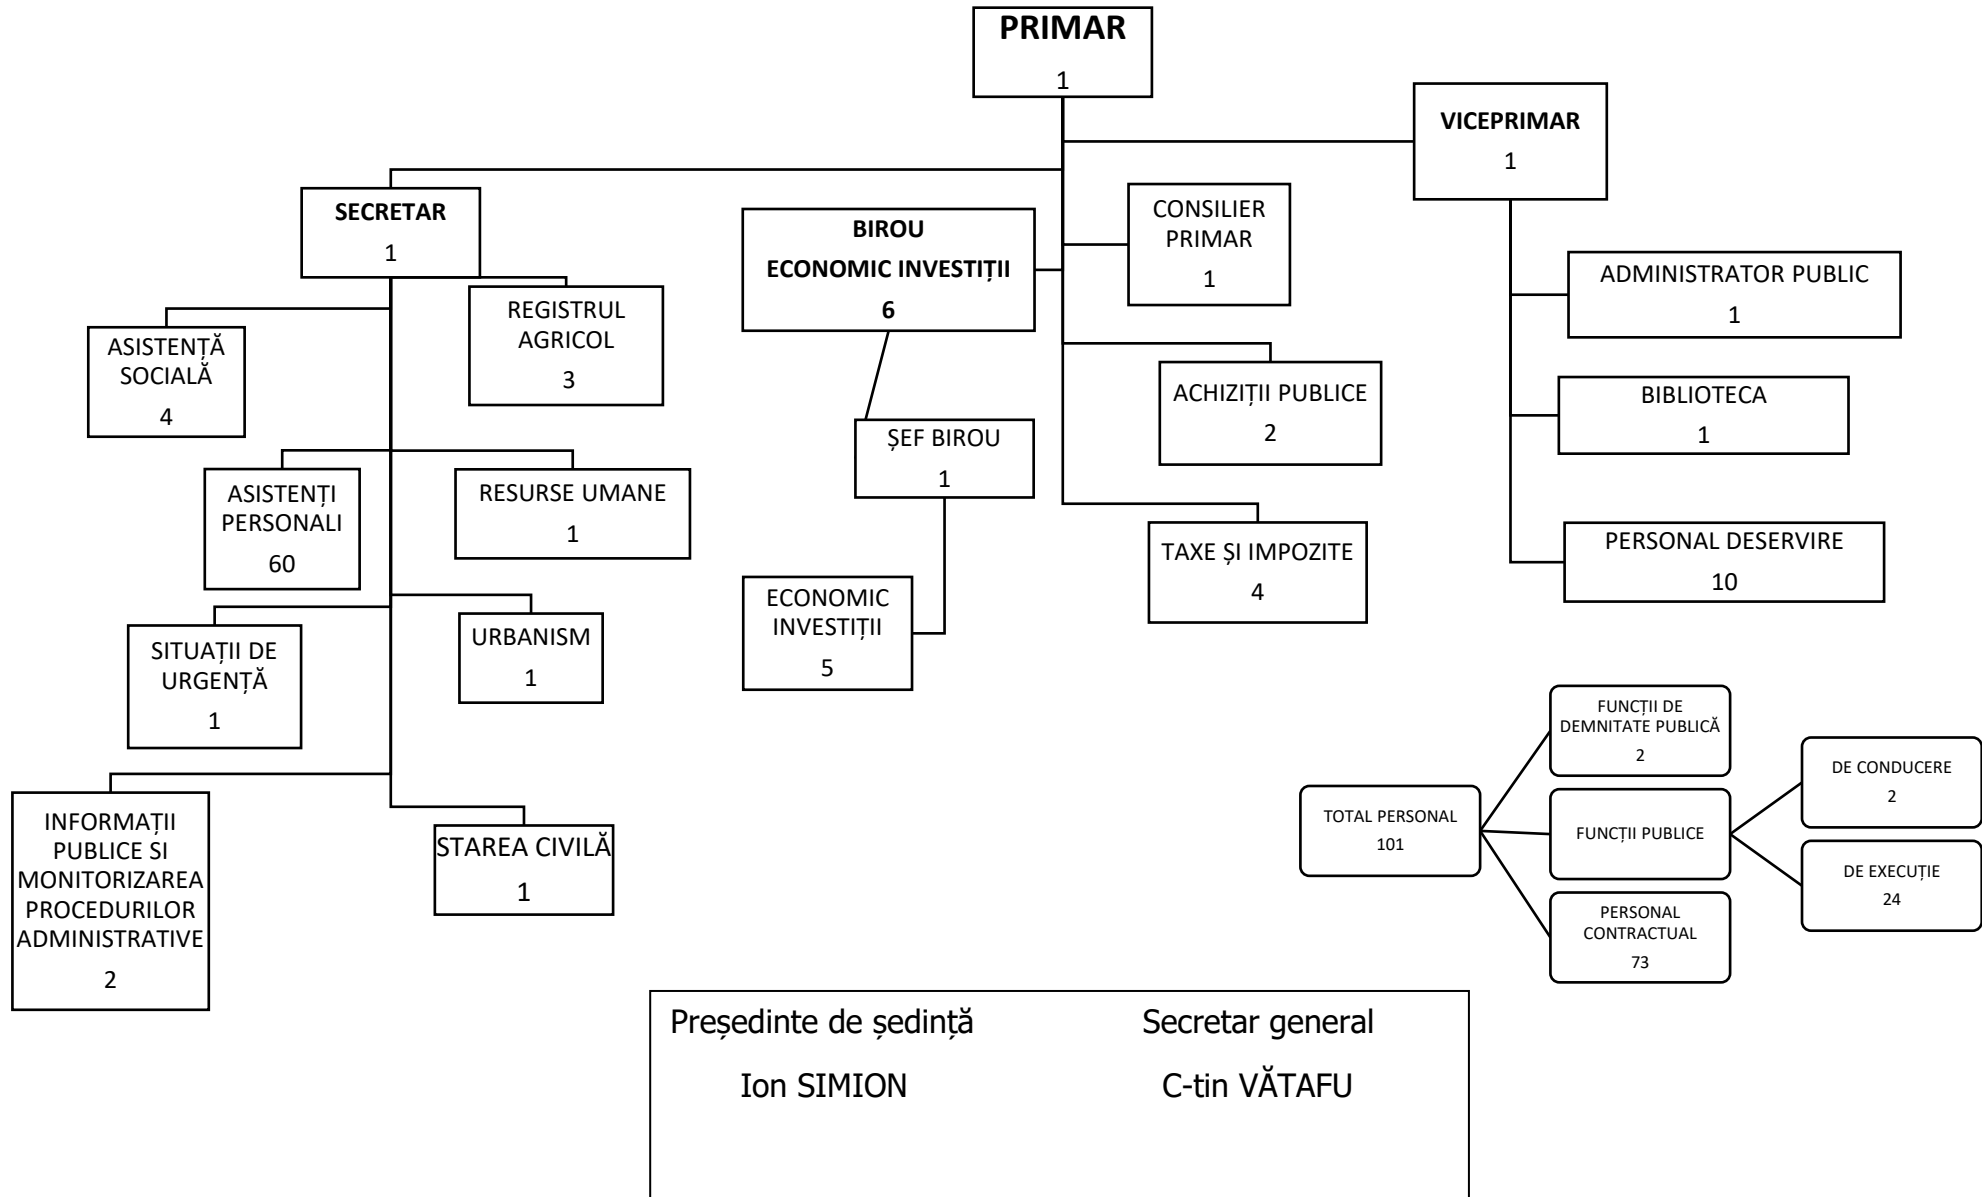 PRIMAR
1
VICEPRIMAR
1
SECRETAR
1
BIROU
ECONOMIC INVESTIȚII
6
CONSILIER
PRIMAR
1
ADMINISTRATOR PUBLIC
1
REGISTRUL
AGRICOL
3
ASISTENȚĂ
SOCIALĂ
4
ACHIZIȚII PUBLICE
2
BIBLIOTECA
1
ȘEF BIROU
1
ASISTENȚI
PERSONALI
60
RESURSE UMANE
1
TAXE ȘI IMPOZITE
4
PERSONAL DESERVIRE
10
ECONOMIC
INVESTIȚII
5
SITUAȚII DE
URGENȚĂ
1
URBANISM
1
INFORMAȚII
PUBLICE SI
MONITORIZAREA
PROCEDURILOR
ADMINISTRATIVE
2
STAREA CIVILĂ
1
TOTAL PERSONAL
101
FUNCȚII DE
DEMNITATE PUBLICĂ
2
FUNCȚII PUBLICE
DE CONDUCERE
2
DE EXECUȚIE
24
PERSONAL
CONTRACTUAL
73
Președinte de ședință Secretar general
Ion SIMION C-tin VĂTAFU